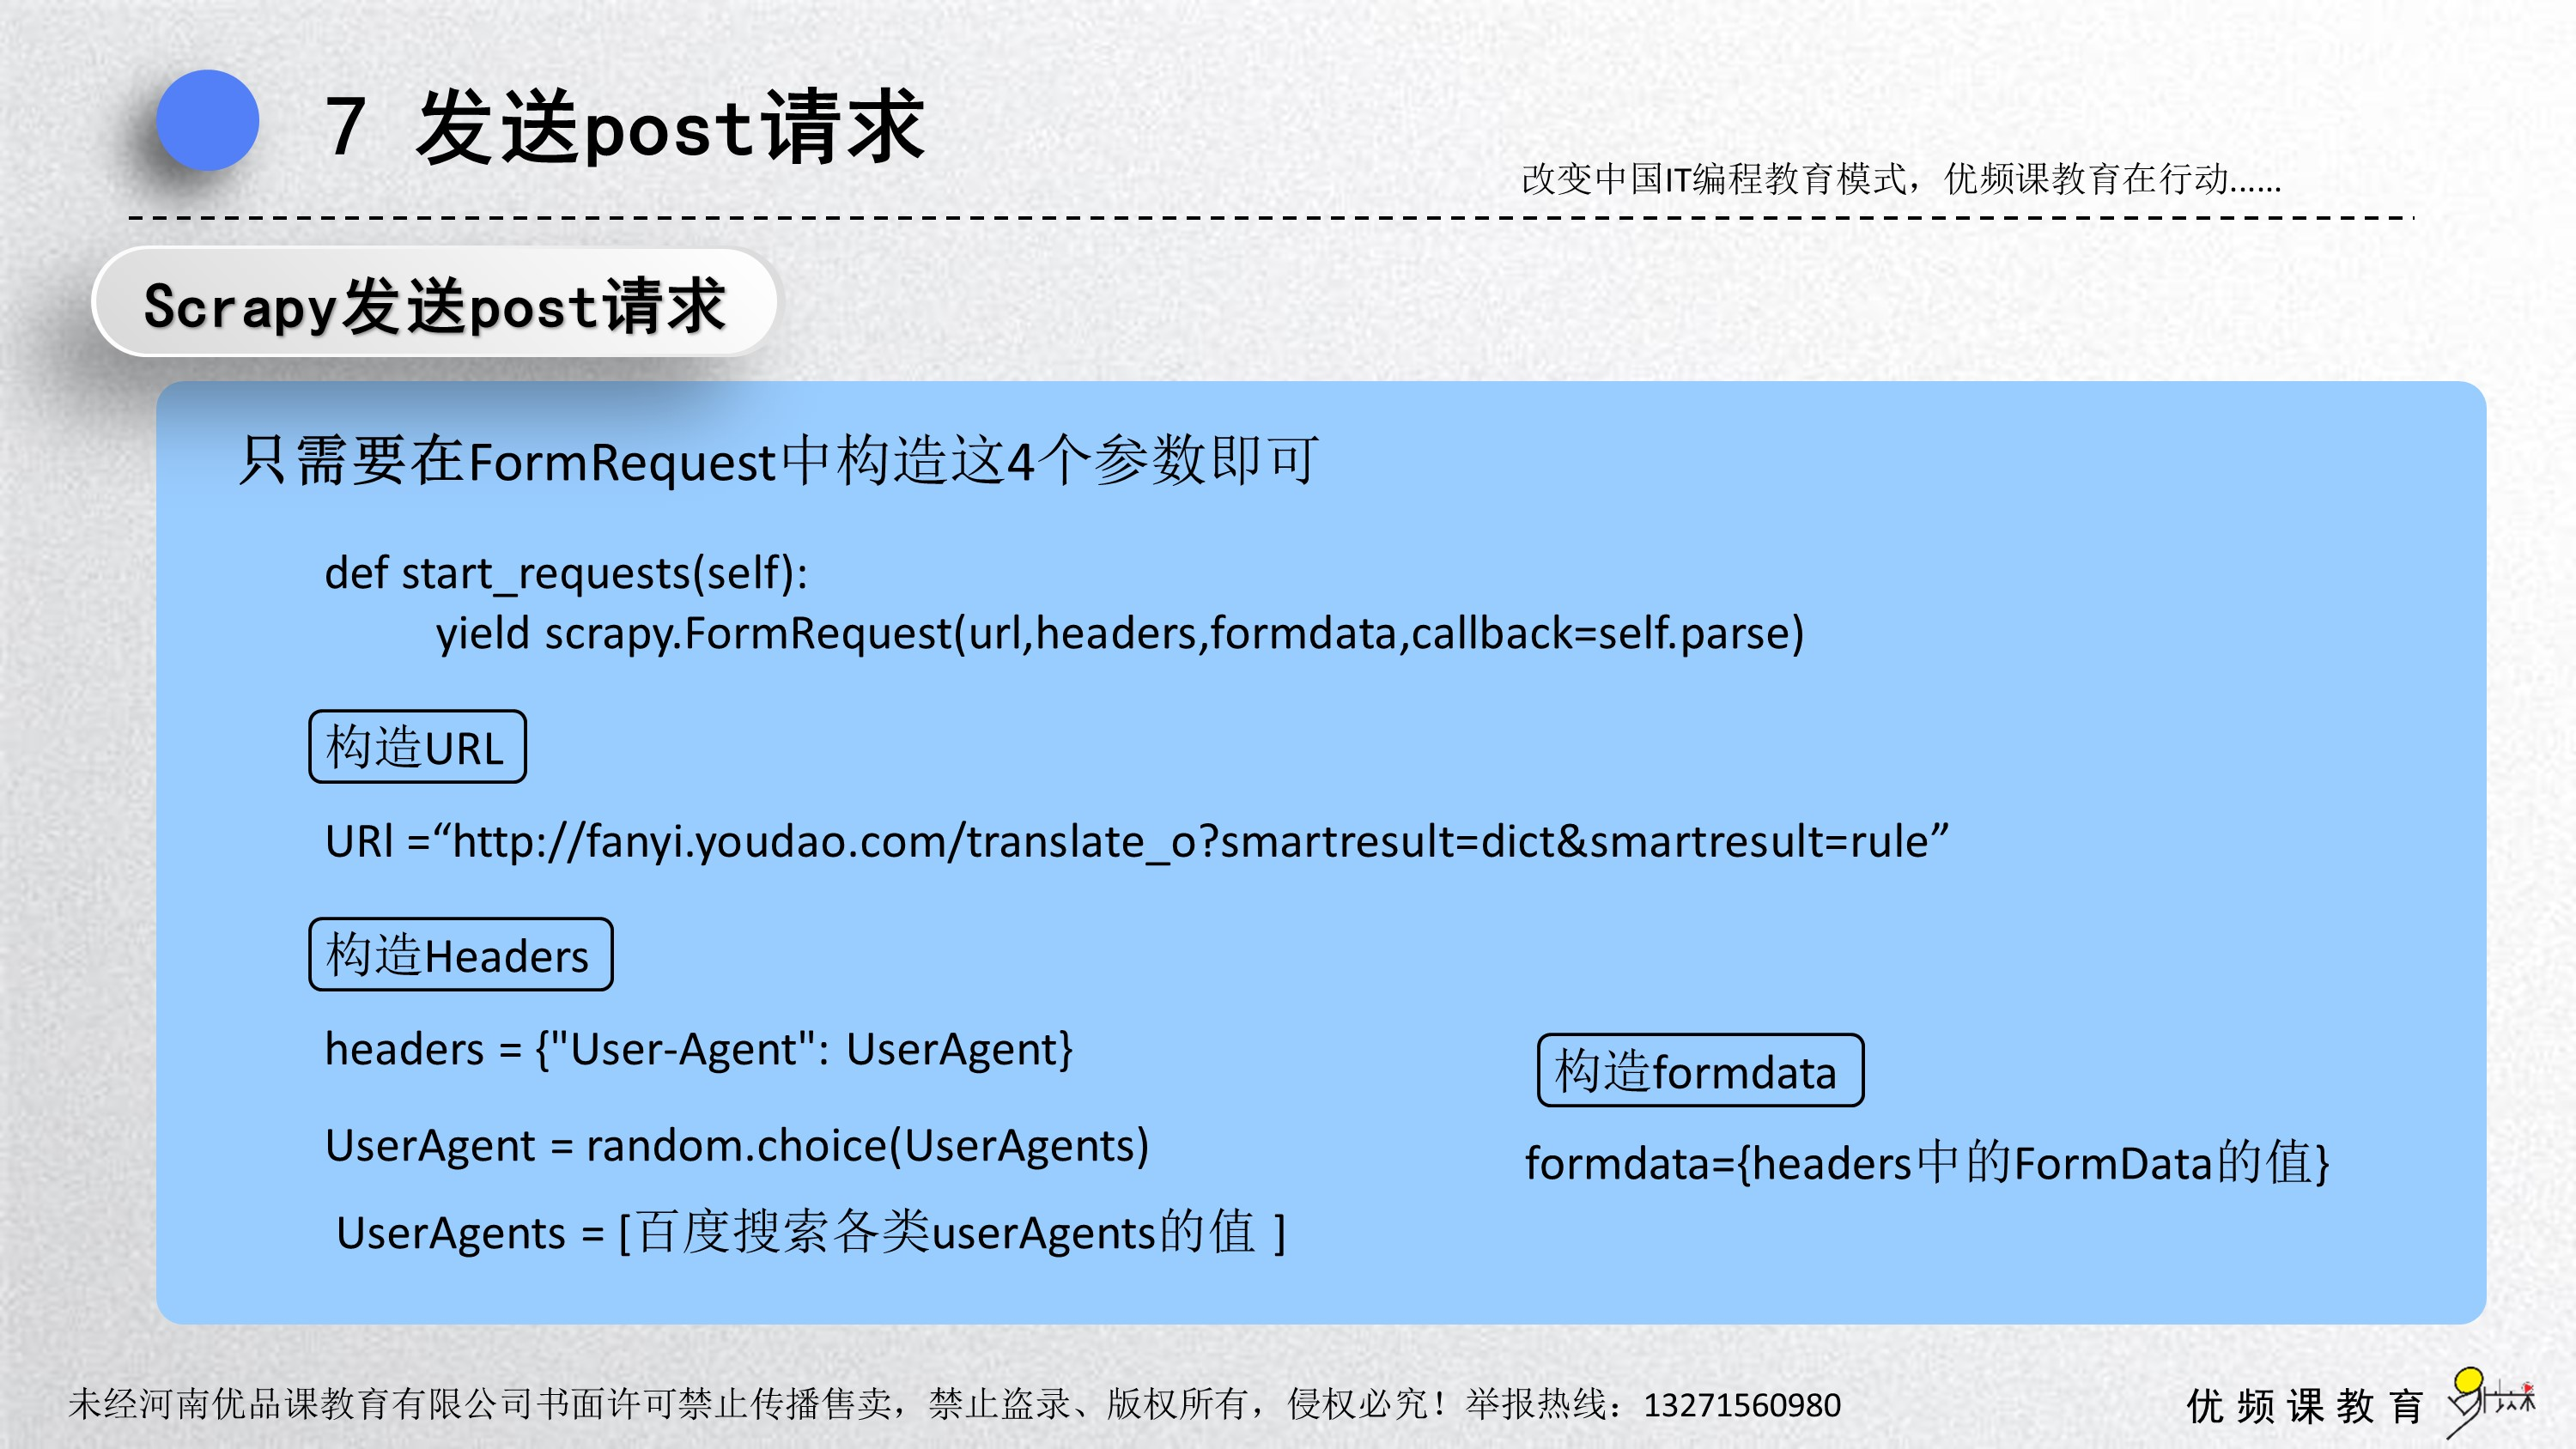 7 发送post请求
改变中国IT编程教育模式，优频课教育在行动......
Scrapy发送post请求
只需要在FormRequest中构造这4个参数即可
def start_requests(self):
yield scrapy.FormRequest(url,headers,formdata,callback=self.parse)
构造URL
URl =“http://fanyi.youdao.com/translate_o?smartresult=dict&smartresult=rule”
构造Headers
headers = {"User-Agent": UserAgent}
UserAgent = random.choice(UserAgents)
UserAgents = [百度搜索各类userAgents的值 ]
构造formdata
formdata={headers中的FormData的值}
未经河南优品课教育有限公司书面许可禁止传播售卖，禁止盗录、版权所有，侵权必究！举报热线：13271560980
优频课教育